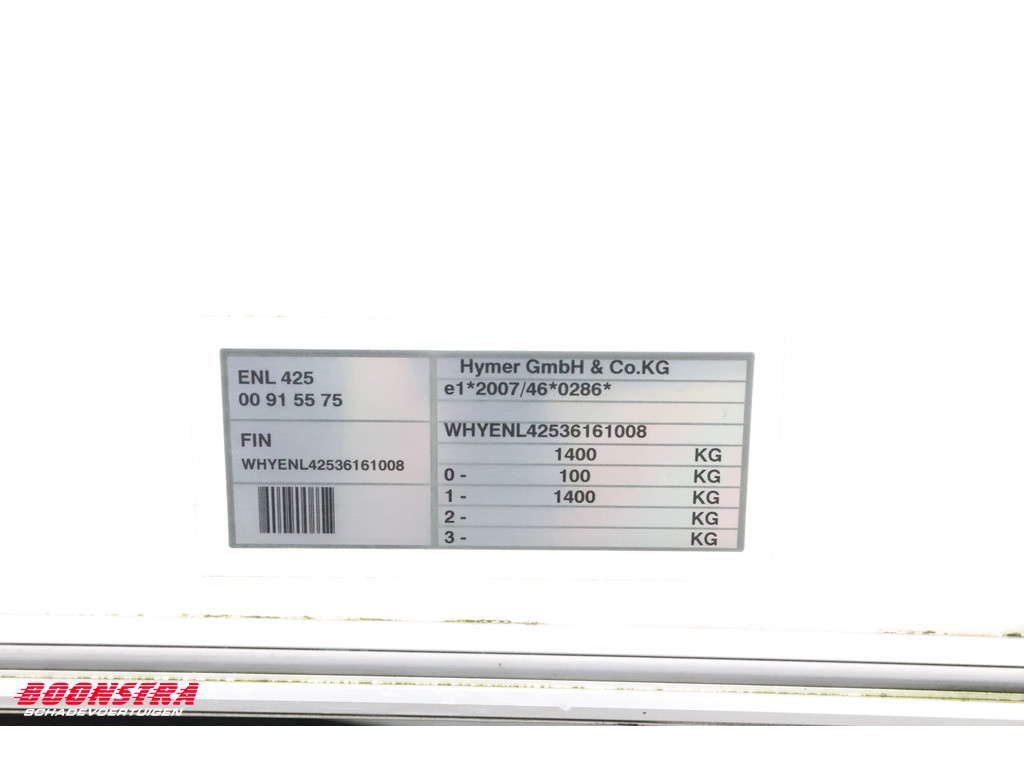 ENL 425
00 91 55 75
FIN
WHYENL42536161008
Hymer GmbH & Co.KG
e1*2007/46*0286*
WHYENL42536161008
1400 KG
0 - 100 KG
1 - 1400 KG
2 - KG
3 - KG
BOONSTRA
SCHADEVOERTUIGEN